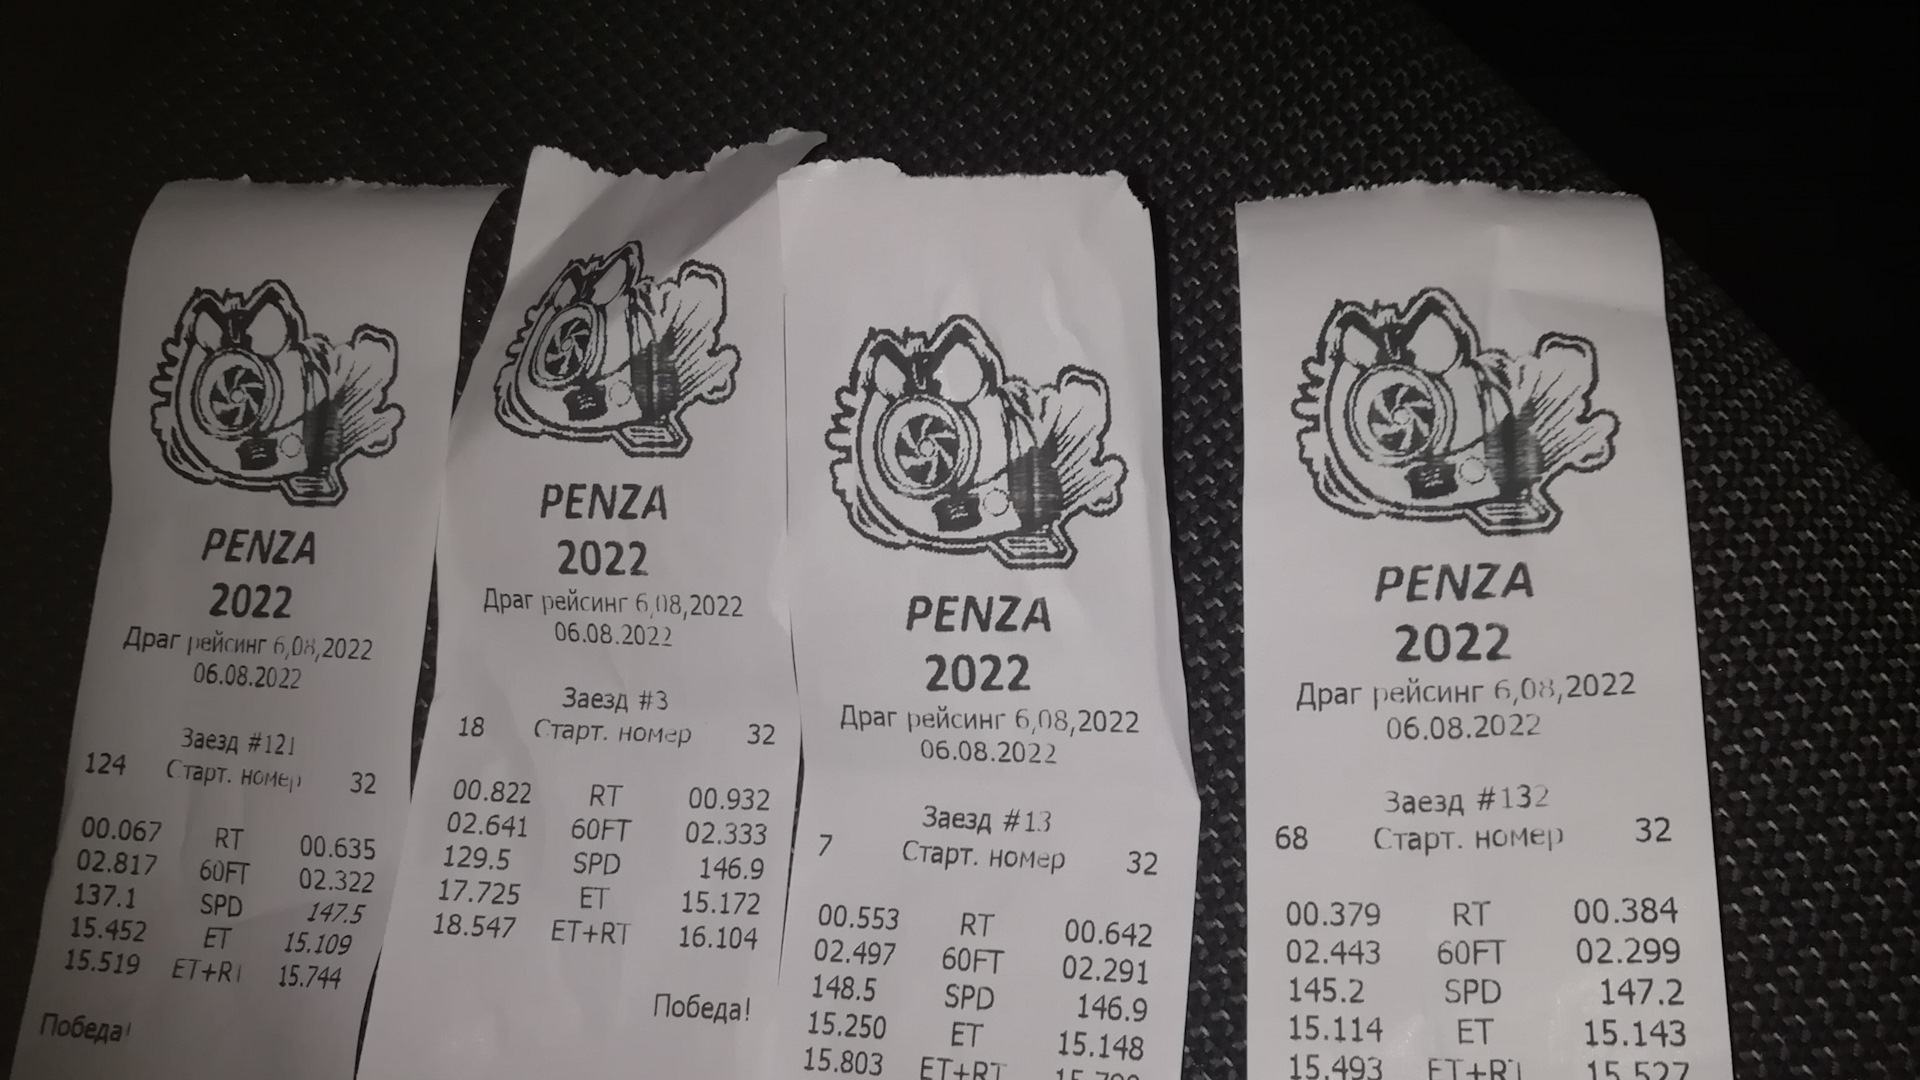 PENZA
2022
Драг рейсинг 6,08,2022
06.08.2022
Заезд #121
124 Старт. номер 32
00.067 RT 00.635
02.817 60FT 02.322
137.1 SPD 147.5
15.452 ET 15.109
15.519 ET+RT 15.744
Победа!
PENZA
2022
Драг рейсинг 6,08,2022
06.08.2022
Заезд #3
18 Старт. номер 32
00.822 RT 00.932
02.641 60FT 02.333
129.5 SPD 146.9
17.725 ET 15.172
18.547 ET+RT 16.104
Победа!
PENZA
2022
Драг рейсинг 6,08,2022
06.08.2022
Заезд #13
7 Старт. номер 32
00.553 RT 00.642
02.497 60FT 02.291
148.5 SPD 146.9
15.250 ET 15.148
15.803 ET+RT
PENZA
2022
Драг рейсинг 6,08,2022
06.08.2022
Заезд #132
68 Старт. номер 32
00.379 RT 00.384
02.443 60FT 02.299
145.2 SPD 147.2
15.114 ET 15.143
15.493 ET+RT 15.527